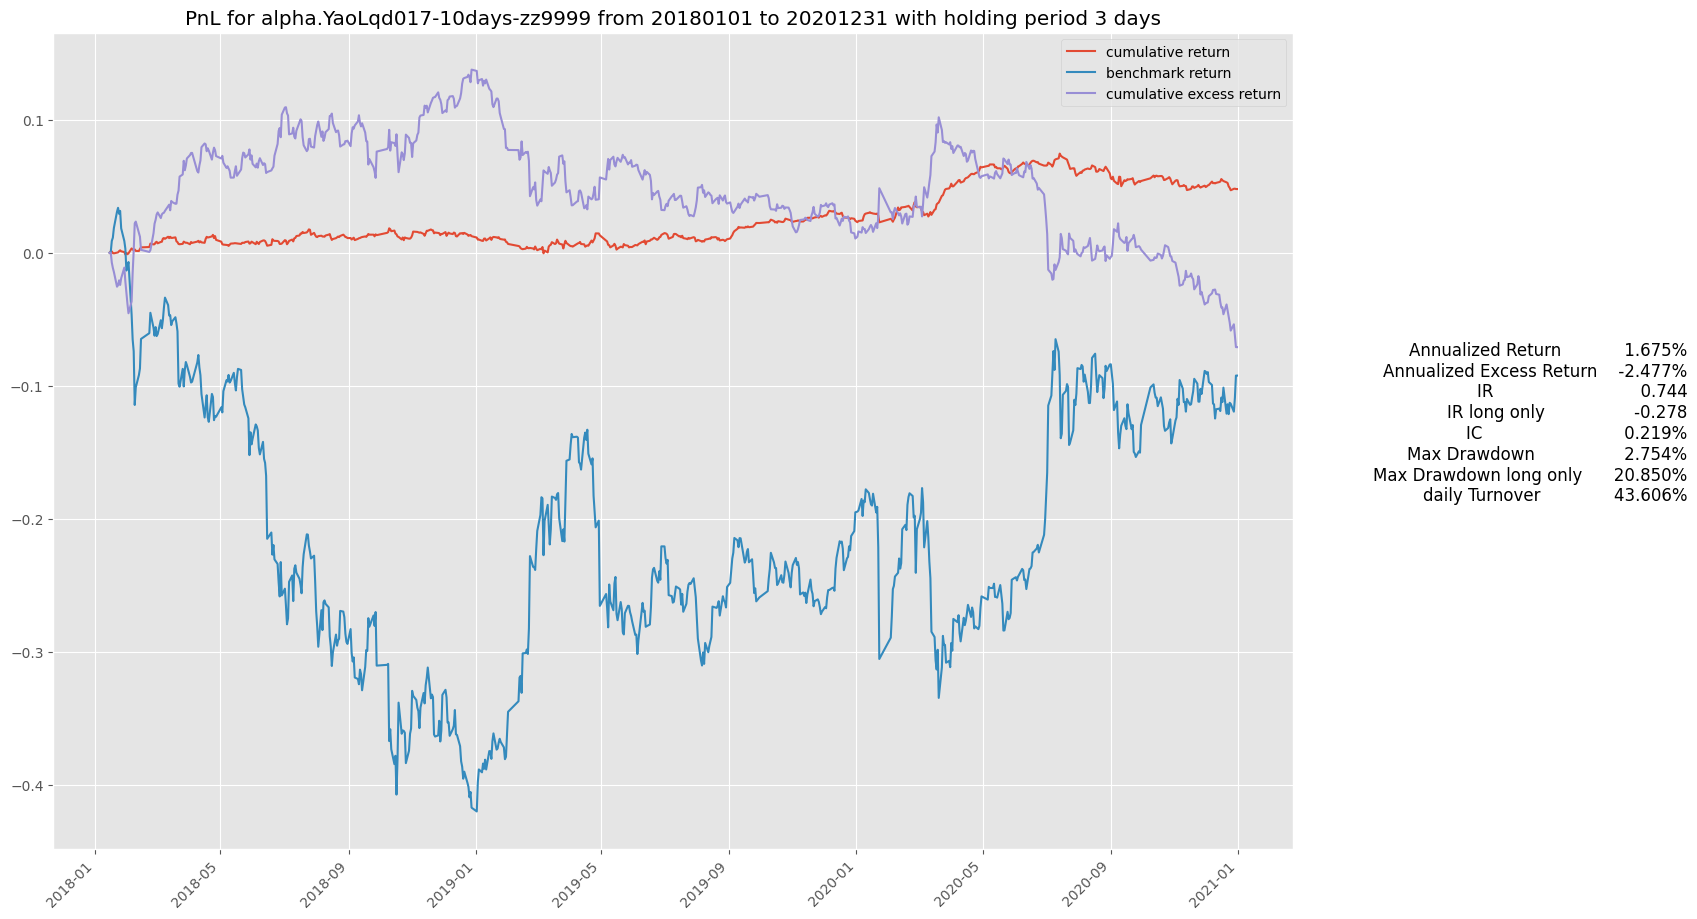 PnL for alpha.YaoLqd017-10days-zz9999 from 20180101 to 20201231 with holding period 3 days
cumulative return
benchmark return
cumulative excess return
0.1
0.0
−0.1
−0.2
−0.3
−0.4
2018-01
2018-05
2018-09
2019-01
2019-05
2019-09
2020-01
2020-05
2020-09
2021-01
Annualized Return 1.675%
Annualized Excess Return -2.477%
IR 0.744
IR long only -0.278
IC 0.219%
Max Drawdown 2.754%
Max Drawdown long only 20.850%
daily Turnover 43.606%